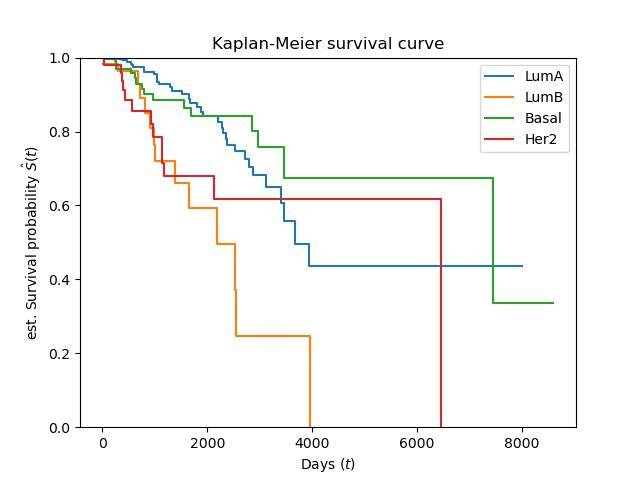 Kaplan-Meier survival curve
est. Survival probability Ŝ(t)
1.0
0.8
0.6
0.4
0.2
0.0
0
2000
4000
6000
8000
Days (t)
LumA
LumB
Basal
Her2